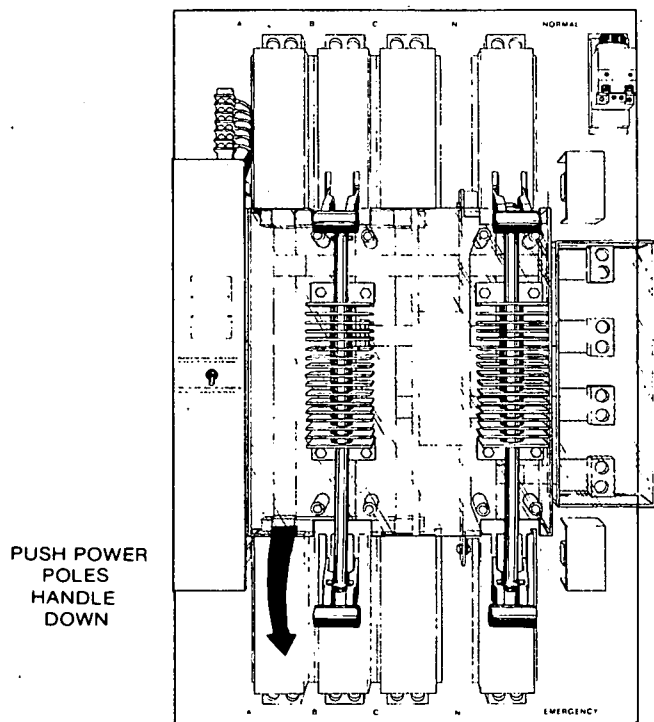 A B C N NORMAL
PUSH POWER
POLES
HANDLE
DOWN
A B C N EMERGENCY